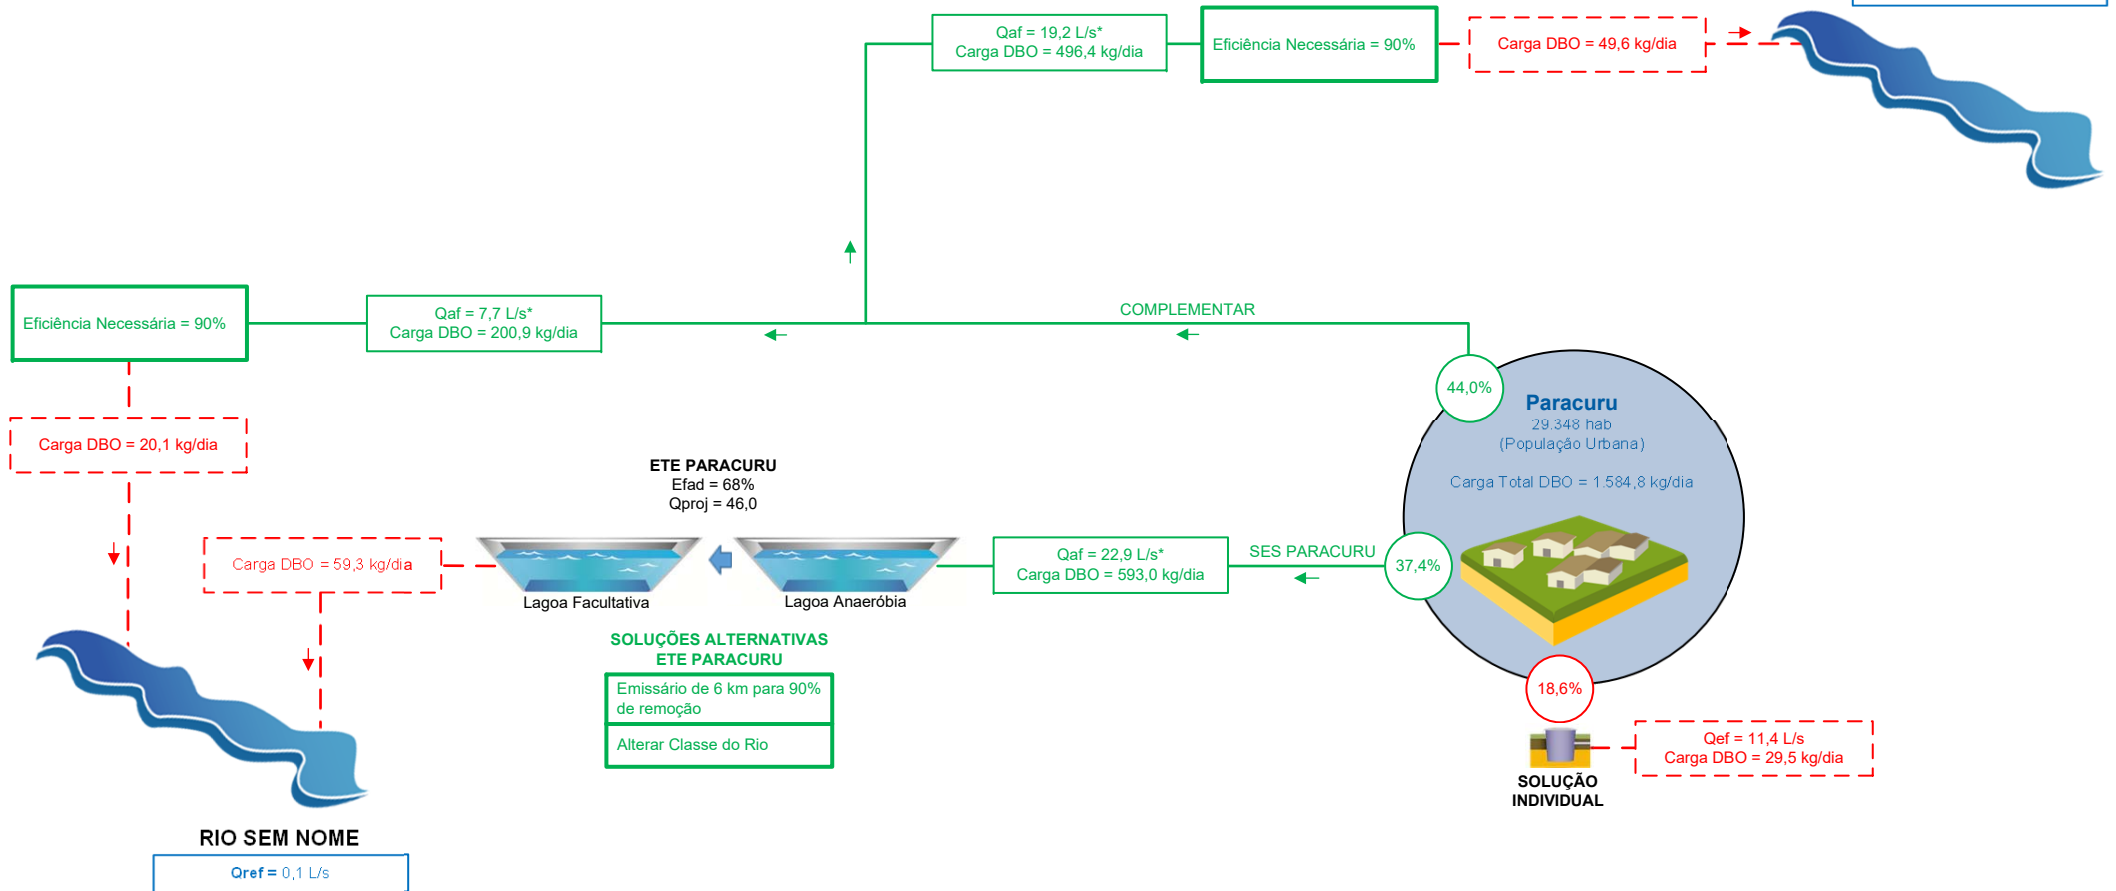 Qaf = 19,2 L/s*
Carga DBO = 496,4 kg/dia
Eficiência Necessária = 90%
Carga DBO = 49,6 kg/dia
Eficiência Necessária = 90%
Qaf = 7,7 L/s*
Carga DBO = 200,9 kg/dia
COMPLEMENTAR
44,0%
Paracuru
29.348 hab
(População Urbana)
Carga Total DBO = 1.584,8 kg/dia
Carga DBO = 20,1 kg/dia
ETE PARACURU
Efad = 68%
Qproj = 46,0
Carga DBO = 59,3 kg/dia
Lagoa Facultativa
Lagoa Anaeróbia
Qaf = 22,9 L/s*
Carga DBO = 593,0 kg/dia
SES PARACURU
37,4%
SOLUÇÕES ALTERNATIVAS
ETE PARACURU
Emissário de 6 km para 90%
de remoção
Alterar Classe do Rio
18,6%
Qef = 11,4 L/s
Carga DBO = 29,5 kg/dia
SOLUÇÃO
INDIVIDUAL
RIO SEM NOME
Qref = 0,1 L/s